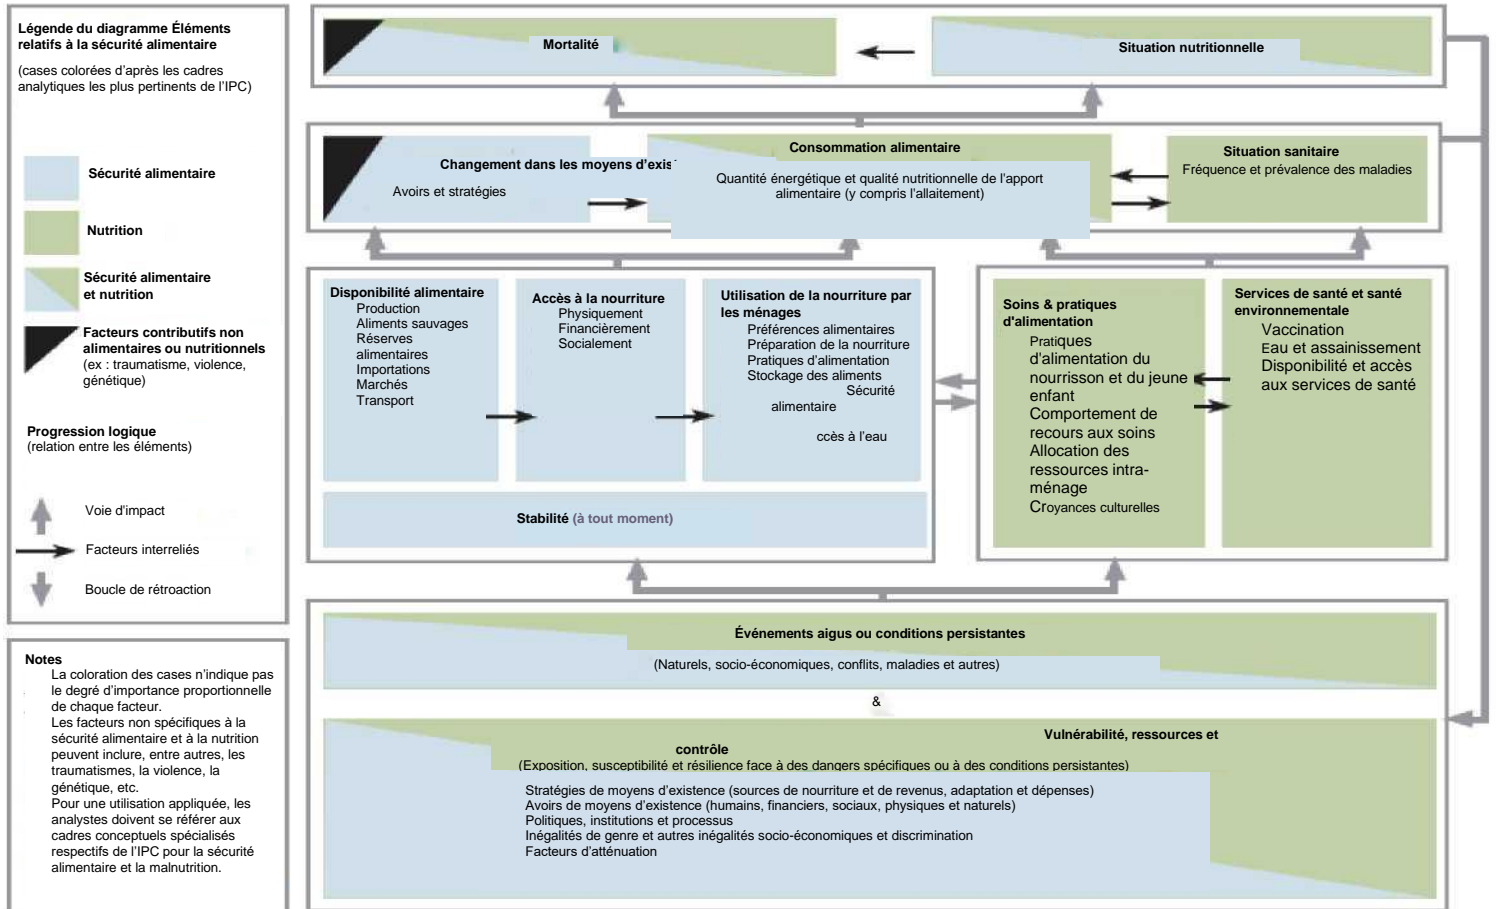 Légende du diagramme Éléments
relatifs à la sécurité alimentaire
(cases colorées d'après les cadres
analytiques les plus pertinents de l'IPC)
Sécurité alimentaire
Nutrition
Sécurité alimentaire
et nutrition
Facteurs contributifs non
alimentaires ou nutritionnels
(ex : traumatisme, violence,
génétique)
Progression logique
(relation entre les éléments)
Voie d'impact
Facteurs interreliés
Boucle de rétroaction
Notes
La coloration des cases n'indique pas
le degré d'importance proportionnelle
de chaque facteur.
Les facteurs non spécifiques à la
sécurité alimentaire et à la nutrition
peuvent inclure, entre autres, les
traumatismes, la violence, la
génétique, etc.
Pour une utilisation appliquée, les
analystes doivent se référer aux
cadres conceptuels spécialisés
respectifs de l'IPC pour la sécurité
alimentaire et la malnutrition.
Mortalité
Situation nutritionnelle
Changement dans les moyens d'exis
Avoirs et stratégies
Consommation alimentaire
Quantité énergétique et qualité nutritionnelle de l'apport
alimentaire (y compris l'allaitement)
Situation sanitaire
Fréquence et prévalence des maladies
Disponibilité alimentaire
Production
Aliments sauvages
Réserves
alimentaires
Importations
Marchés
Transport
Accès à la nourriture
Physiquement
Financièrement
Socialement
Utilisation de la nourriture par
les ménages
Préférences alimentaires
Préparation de la nourriture
Pratiques d'alimentation
Stockage des aliments
Sécurité
alimentaire
ccès à l'eau
Stabilité (à tout moment)
Soins & pratiques
d'alimentation
Pratiques
d'alimentation du
nourrisson et du jeune
enfant
Comportement de
recours aux soins
Allocation des
ressources intra-
ménage
Croyances culturelles
Services de santé et santé
environnementale
Vaccination
Eau et assainissement
Disponibilité et accès
aux services de santé
Événements aigus ou conditions persistantes
(Naturels, socio-économiques, conflits, maladies et autres)
&
Vulnérabilité, ressources et
contrôle
(Exposition, susceptibilité et résilience face à des dangers spécifiques ou à des conditions persistantes)
Stratégies de moyens d'existence (sources de nourriture et de revenus, adaptation et dépenses)
Avoirs de moyens d'existence (humains, financiers, sociaux, physiques et naturels)
Politiques, institutions et processus
Inégalités de genre et autres inégalités socio-économiques et discrimination
Facteurs d'atténuation